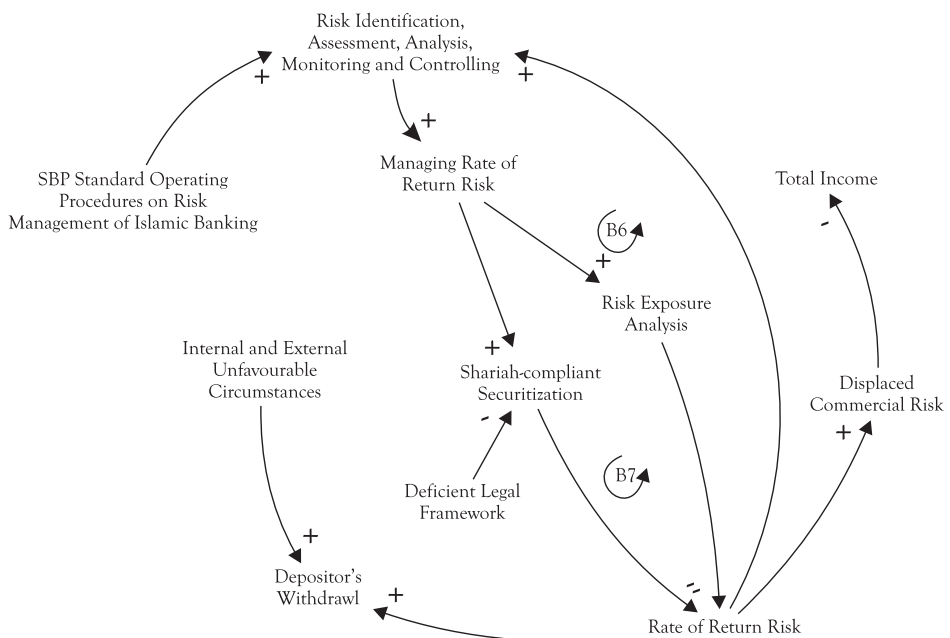 Risk Identification,
Assessment, Analysis,
Monitoring and Controlling
+
+
+
Managing Rate of
Return Risk
SBP Standard Operating
Procedures on Risk
Management of Islamic Banking
Total Income
-
B6
+
Risk Exposure
Analysis
Internal and External
Unfavourable
Circumstances
+
Shariah-compliant
Securitization
-
Displaced
Commercial Risk
+
B7
Deficient Legal
Framework
+
Depositor's
Withdrawl
+
-
-
Rate of Return Risk